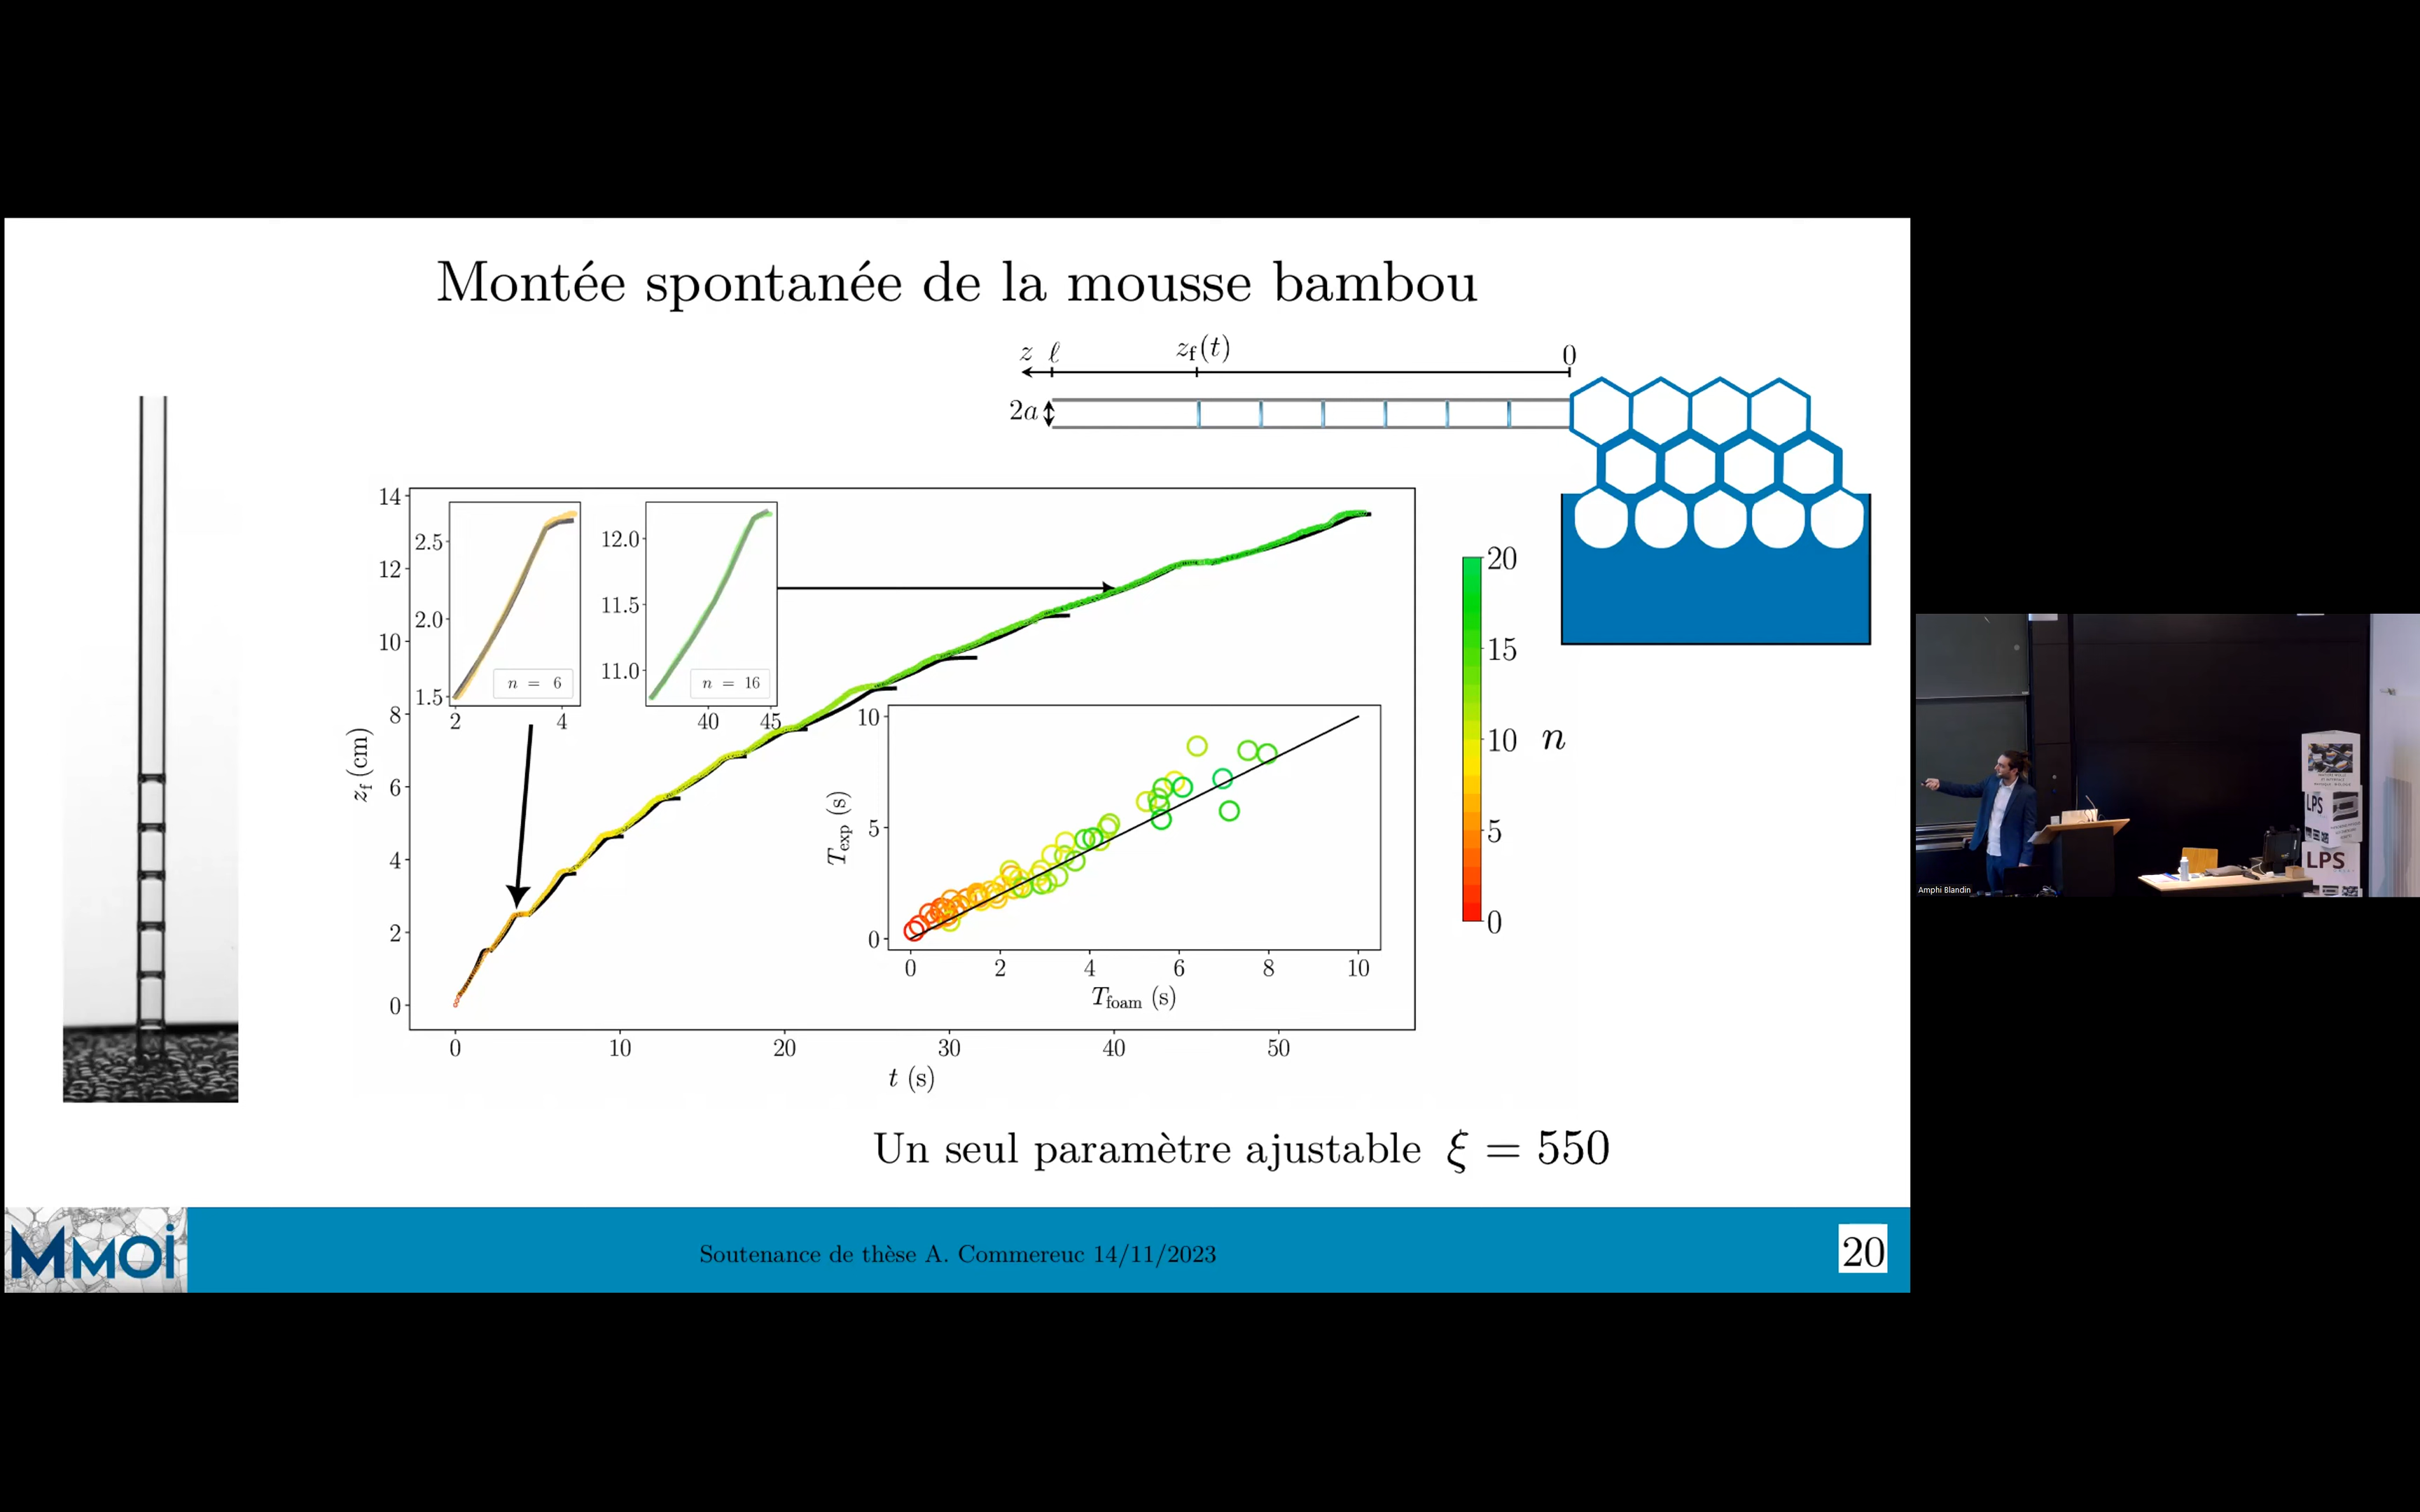 Montée spontanée de la mousse bambou
z ℓ z_f(t) 0
2a
14
12
10
8
6
4
2
0
z_f (cm)
2.5
2.0
1.5
2 4
n = 6
12.0
11.5
11.0
40 45
n = 16
10
5
0
T_exp (s)
0 2 4 6 8 10
T_foam (s)
0 10 20 30 40 50
t (s)
20
15
10
5
0
n
Un seul paramètre ajustable ξ = 550
MMOi
Soutenance de thèse A. Commereuc 14/11/2023
20
LPS
LPS
Amphi Blandin